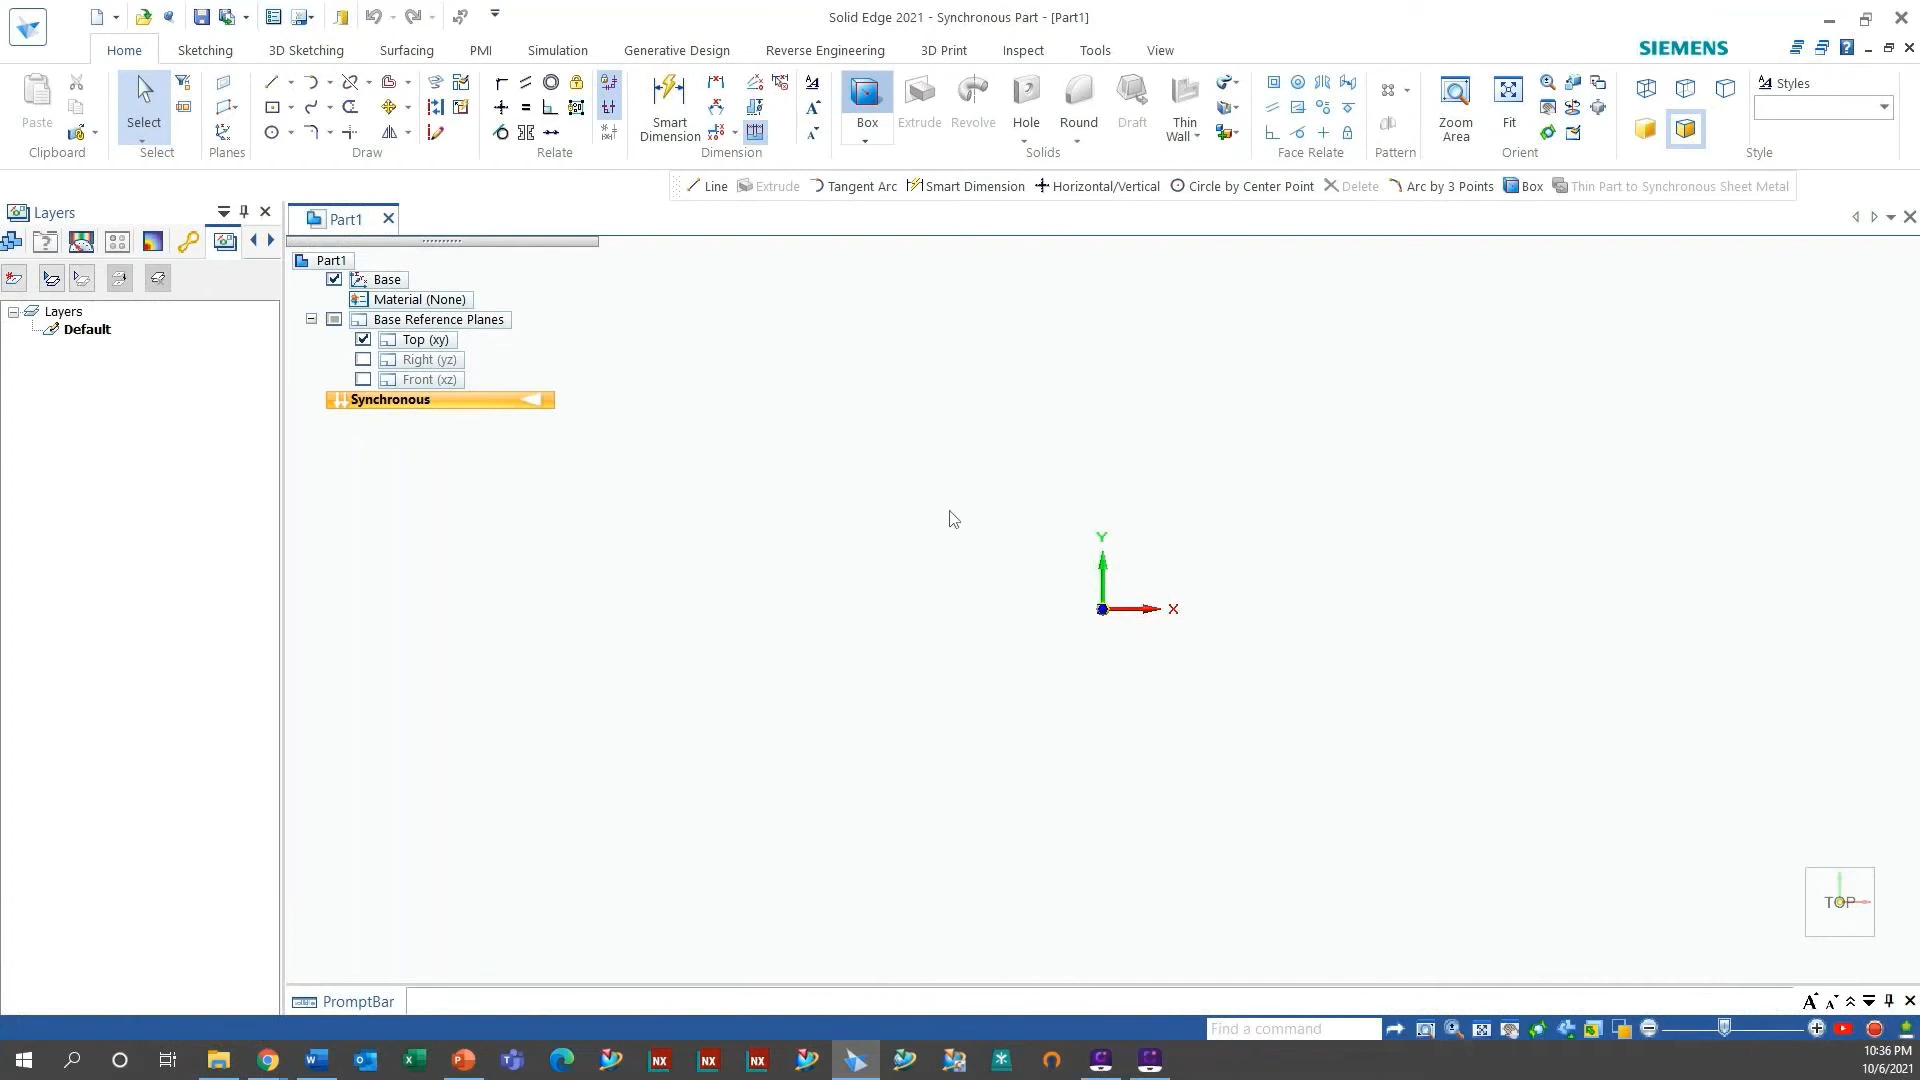 Solid Edge 2021 - Synchronous Part - [Part1]
Home Sketching 3D Sketching Surfacing PMI Simulation Generative Design Reverse Engineering 3D Print Inspect Tools View
SIEMENS
Paste
Clipboard
Select
Select
Planes
Draw
Relate
Smart
Dimension
Dimension
Box
Extrude
Revolve
Hole
Round
Draft
Thin
Wall
Solids
Face Relate
Pattern
Zoom
Area
Fit
Orient
Styles
Style
Line Extrude Tangent Arc Smart Dimension Horizontal/Vertical Circle by Center Point Delete Arc by 3 Points Box Thin Part to Synchronous Sheet Metal
Layers
Layers
Default
Part1
Part1
Base
Material (None)
Base Reference Planes
Top (xy)
Right (yz)
Front (xz)
Synchronous
Y
X
TOP
PromptBar
Find a command
NX NX NX
10:36 PM
10/6/2021